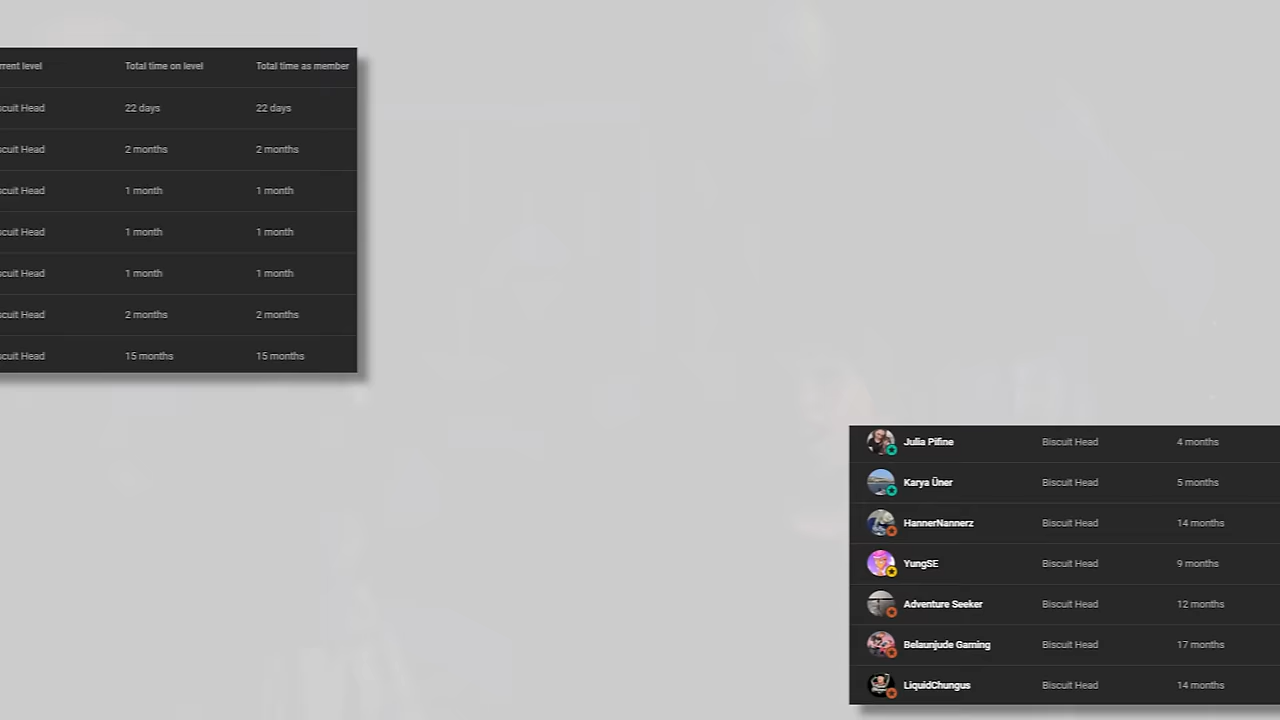 rrent level Total time on level Total time as member
scuit Head 22 days 22 days
scuit Head 2 months 2 months
scuit Head 1 month 1 month
scuit Head 1 month 1 month
scuit Head 1 month 1 month
scuit Head 2 months 2 months
scuit Head 15 months 15 months
Julia Pifine Biscuit Head 4 months
Karya Üner Biscuit Head 5 months
HannerNannerz Biscuit Head 14 months
YungSE Biscuit Head 9 months
Adventure Seeker Biscuit Head 12 months
Belaunjude Gaming Biscuit Head 17 months
LiquidChungus Biscuit Head 14 months